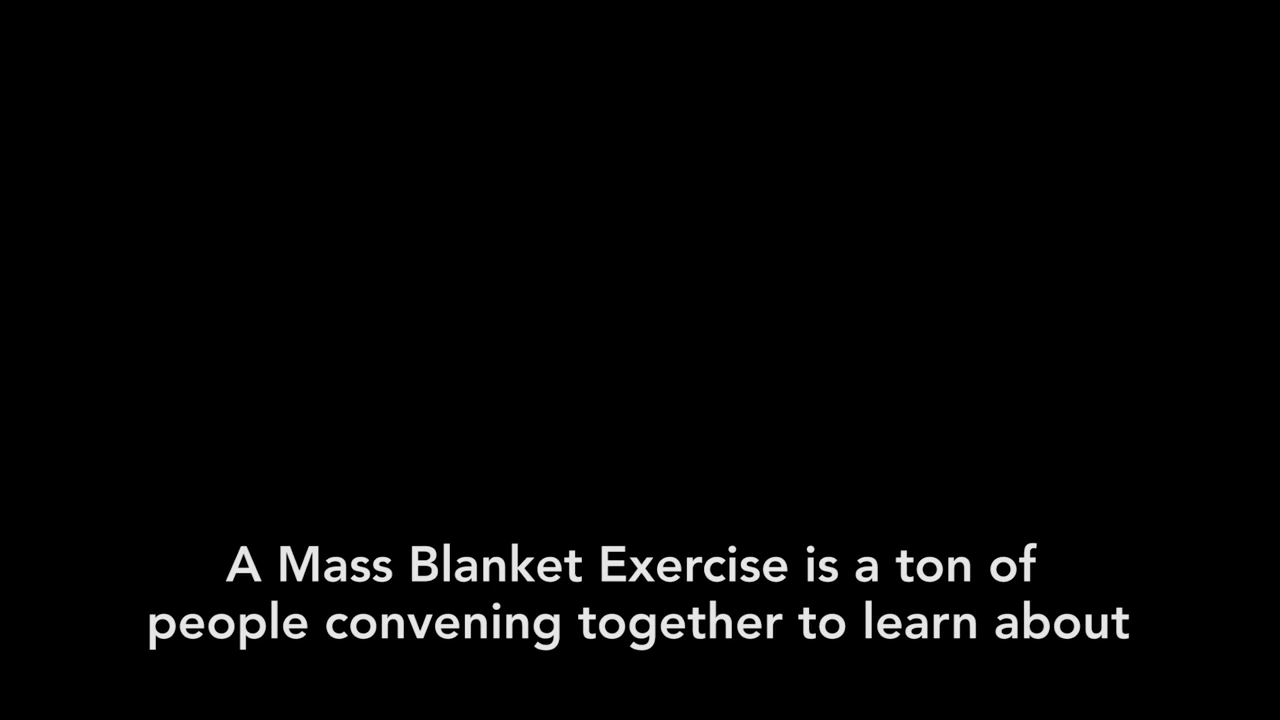 A Mass Blanket Exercise is a ton of
people convening together to learn about